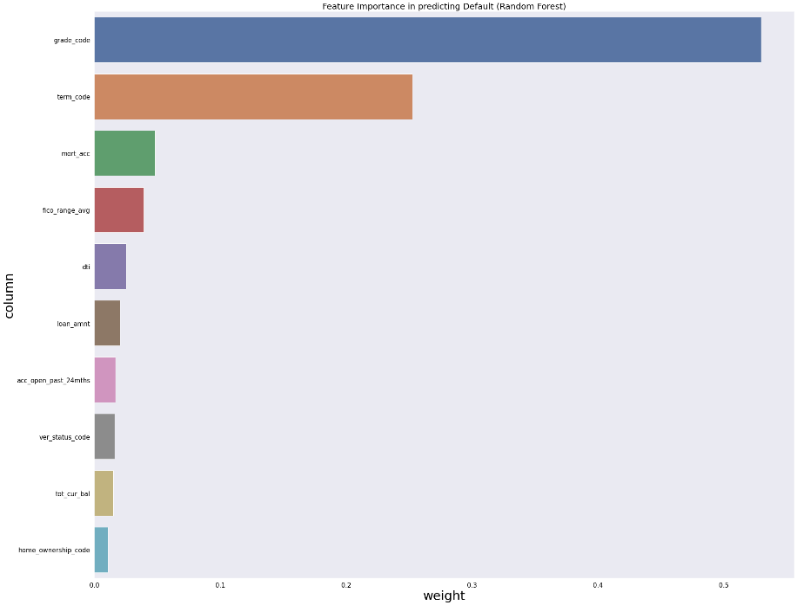 Feature Importance in predicting Default (Random Forest)
grade_code
term_code
mort_acc
fico_range_avg
dti
loan_amnt
acc_open_past_24mths
ver_status_code
tot_cur_bal
home_ownership_code
column
0.0 0.1 0.2 0.3 0.4 0.5
weight